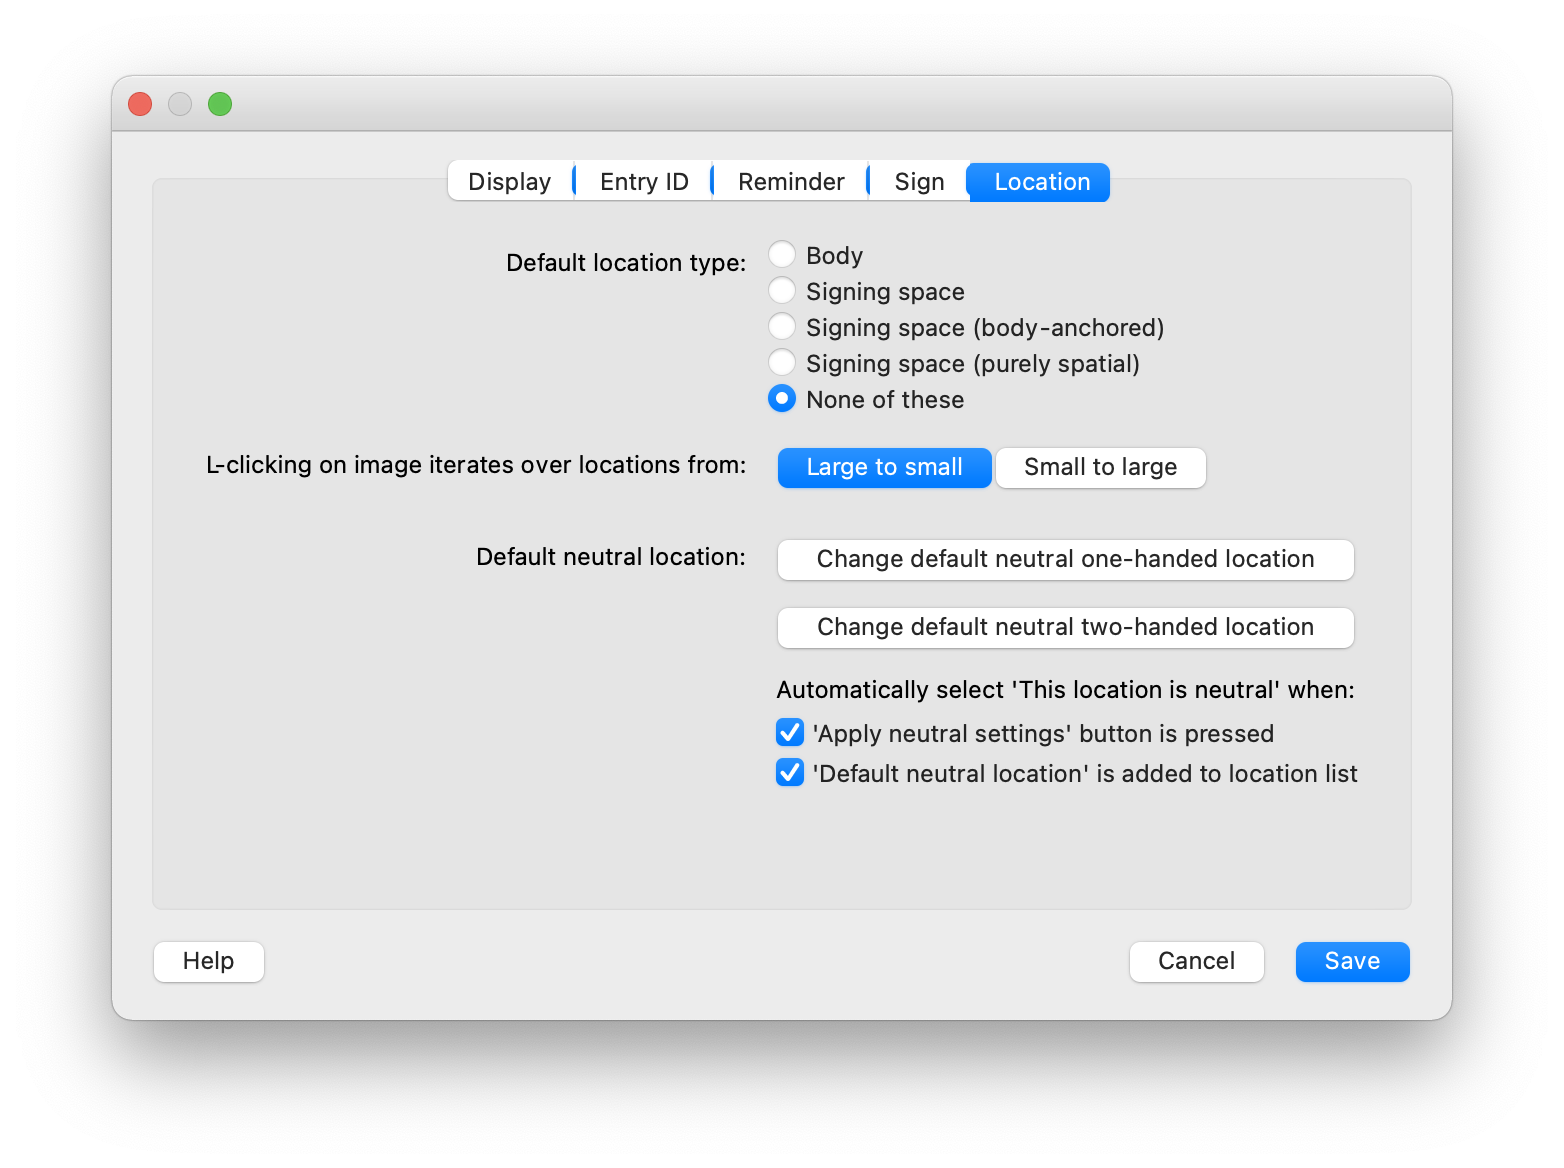 Display Entry ID Reminder Sign Location
Default location type:
Body
Signing space
Signing space (body-anchored)
Signing space (purely spatial)
None of these
L-clicking on image iterates over locations from: Large to small Small to large
Default neutral location: Change default neutral one-handed location
Change default neutral two-handed location
Automatically select 'This location is neutral' when:
'Apply neutral settings' button is pressed
'Default neutral location' is added to location list
Help Cancel Save